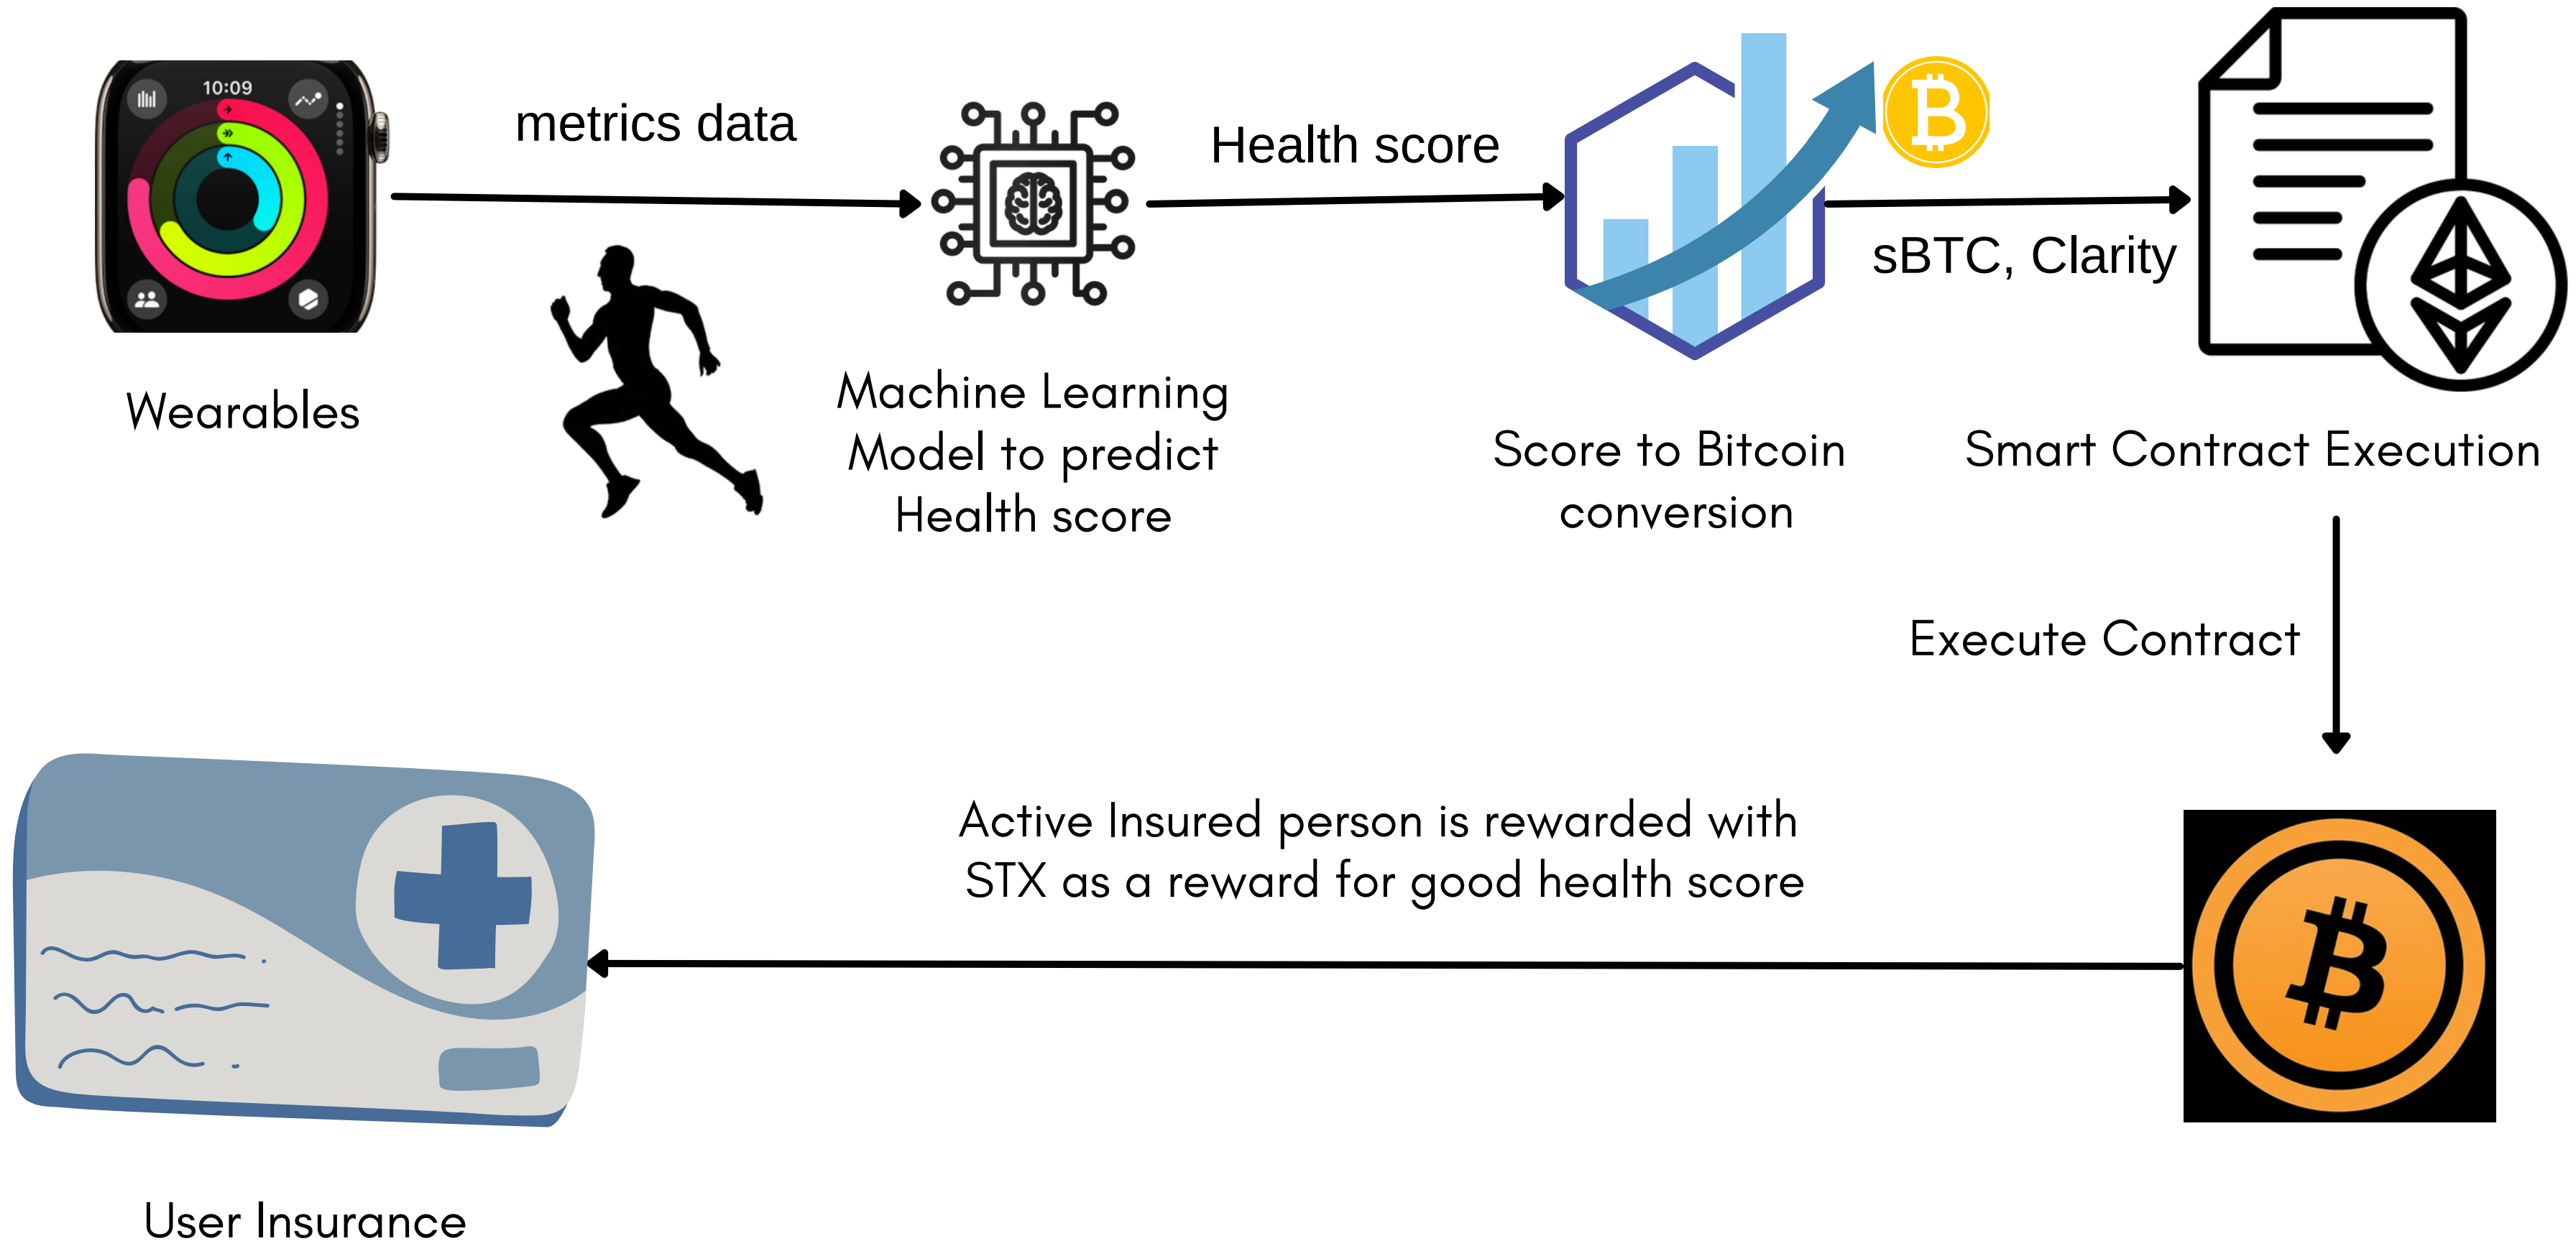 10:09
metrics data
Health score
sBTC, Clarity
Wearables
Machine Learning
Model to predict
Health score
Score to Bitcoin
conversion
Smart Contract Execution
Execute Contract
Active Insured person is rewarded with
STX as a reward for good health score
User Insurance